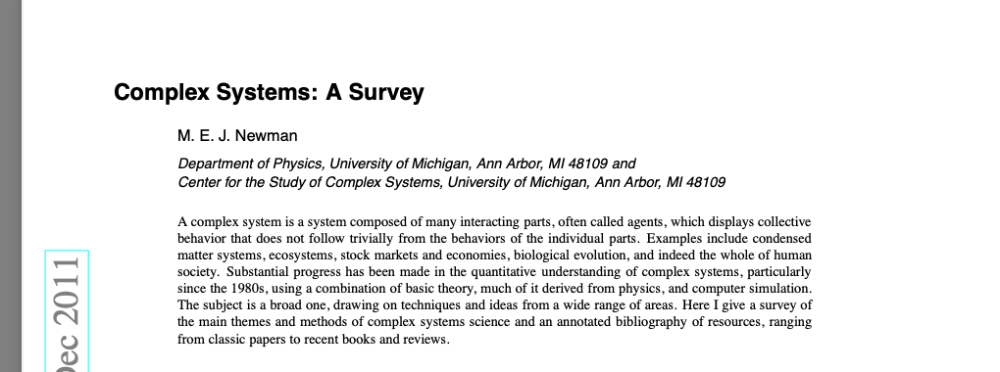 Complex Systems: A Survey
M. E. J. Newman
Department of Physics, University of Michigan, Ann Arbor, MI 48109 and
Center for the Study of Complex Systems, University of Michigan, Ann Arbor, MI 48109
A complex system is a system composed of many interacting parts, often called agents, which displays collective
behavior that does not follow trivially from the behaviors of the individual parts. Examples include condensed
matter systems, ecosystems, stock markets and economies, biological evolution, and indeed the whole of human
society. Substantial progress has been made in the quantitative understanding of complex systems, particularly
since the 1980s, using a combination of basic theory, much of it derived from physics, and computer simulation.
The subject is a broad one, drawing on techniques and ideas from a wide range of areas. Here I give a survey of
the main themes and methods of complex systems science and an annotated bibliography of resources, ranging
from classic papers to recent books and reviews.
2011